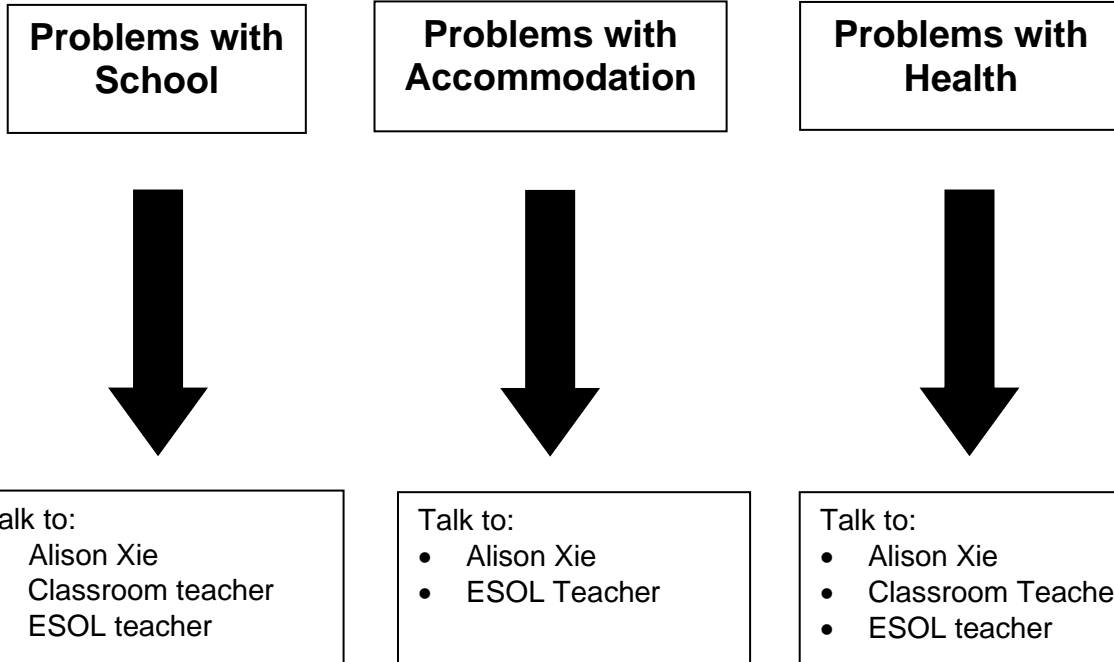 Problems with
School
Problems with
Accommodation
Problems with
Health
alk to:
Alison Xie
Classroom teacher
ESOL teacher
Talk to:
• Alison Xie
• ESOL Teacher
Talk to:
• Alison Xie
• Classroom Teache
• ESOL teacher